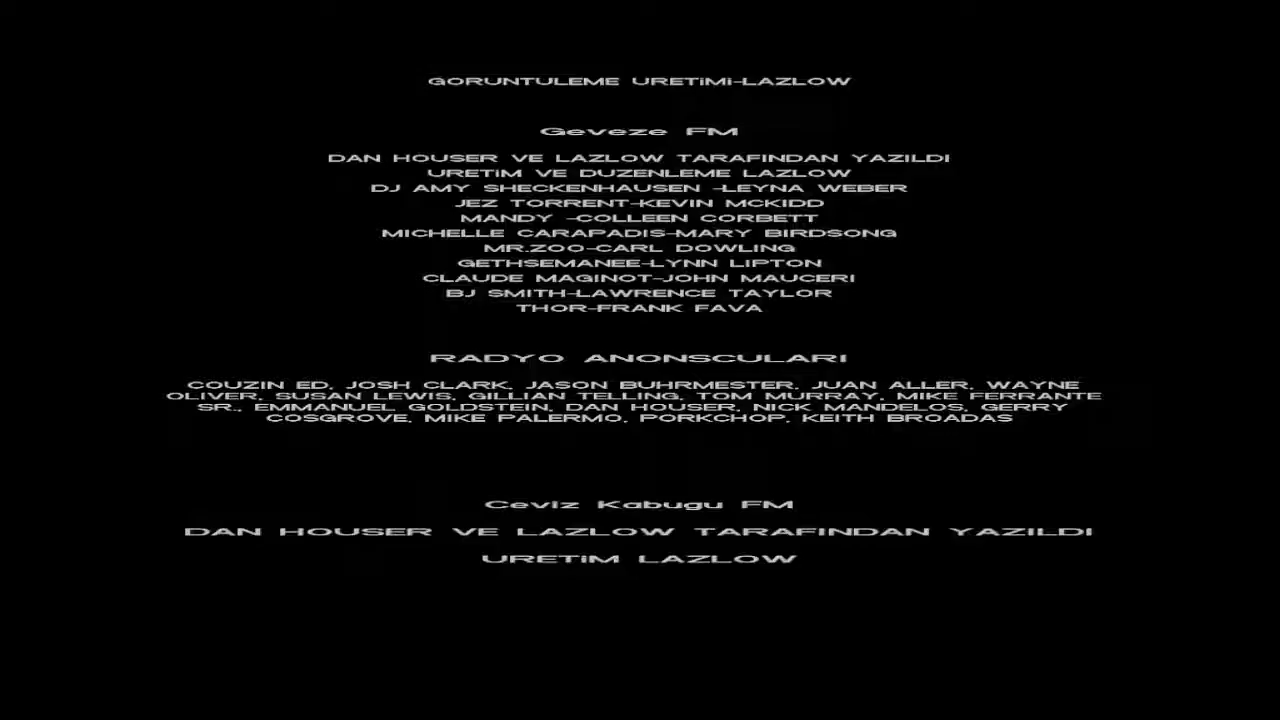 GORUNTULEME URETiMi-LAZLOW
Geveze FM
DAN HOUSER VE LAZLOW TARAFINDAN YAZILDI
URETiM VE DUZENLEME LAZLOW
DJ AMY SHECKENHAUSEN -LEYNA WEBER
JEZ TORRENT-KEVIN MCKIDD
MANDY -COLLEEN CORBETT
MICHELLE CARAPADIS-MARY BIRDSONG
MR.ZOO-CARL DOWLING
GETHSEMANEE-LYNN LIPTON
CLAUDE MAGINOT-JOHN MAUCERI
BJ SMITH-LAWRENCE TAYLOR
THOR-FRANK FAVA
RADYO ANONSCULARI
COUZIN ED, JOSH CLARK, JASON BUHRMESTER, JUAN ALLER, WAYNE
OLIVER, SUSAN LEWIS, GILLIAN TELLING, TOM MURRAY, MIKE FERRANTE
SR., EMMANUEL GOLDSTEIN, DAN HOUSER, NICK MANDELOS, GERRY
COSGROVE, MIKE PALERMO, PORKCHOP, KEITH BROADAS
Ceviz Kabugu FM
DAN HOUSER VE LAZLOW TARAFINDAN YAZILDI
URETiM LAZLOW